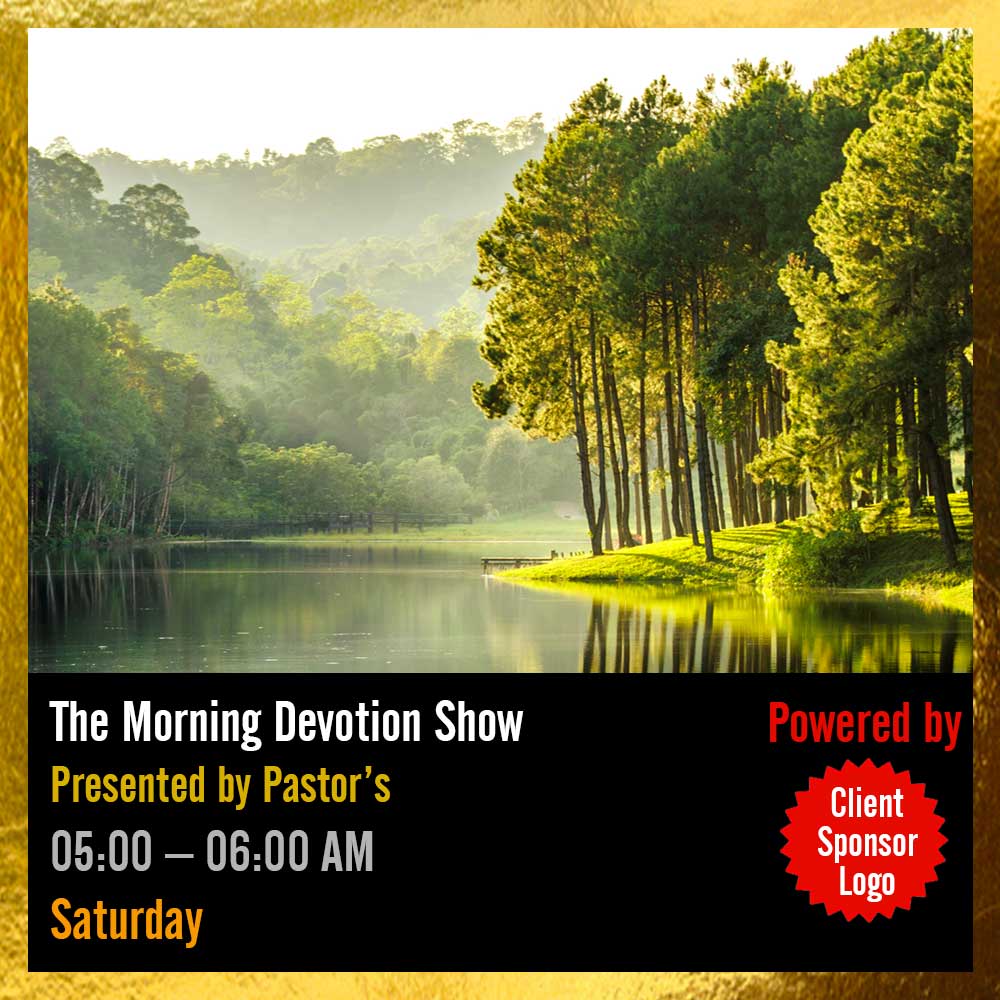 The Morning Devotion Show
Presented by Pastor’s
05:00 – 06:00 AM
Saturday
Powered by
Client
Sponsor
Logo